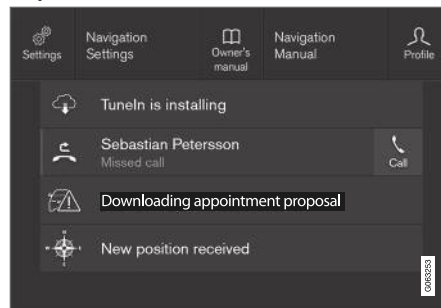 Settings
Navigation
Settings
Owner's
manual
Navigation
Manual
Profile
TuneIn is installing
Sebastian Petersson
Missed call
Call
Downloading appointment proposal
New position received
G063253